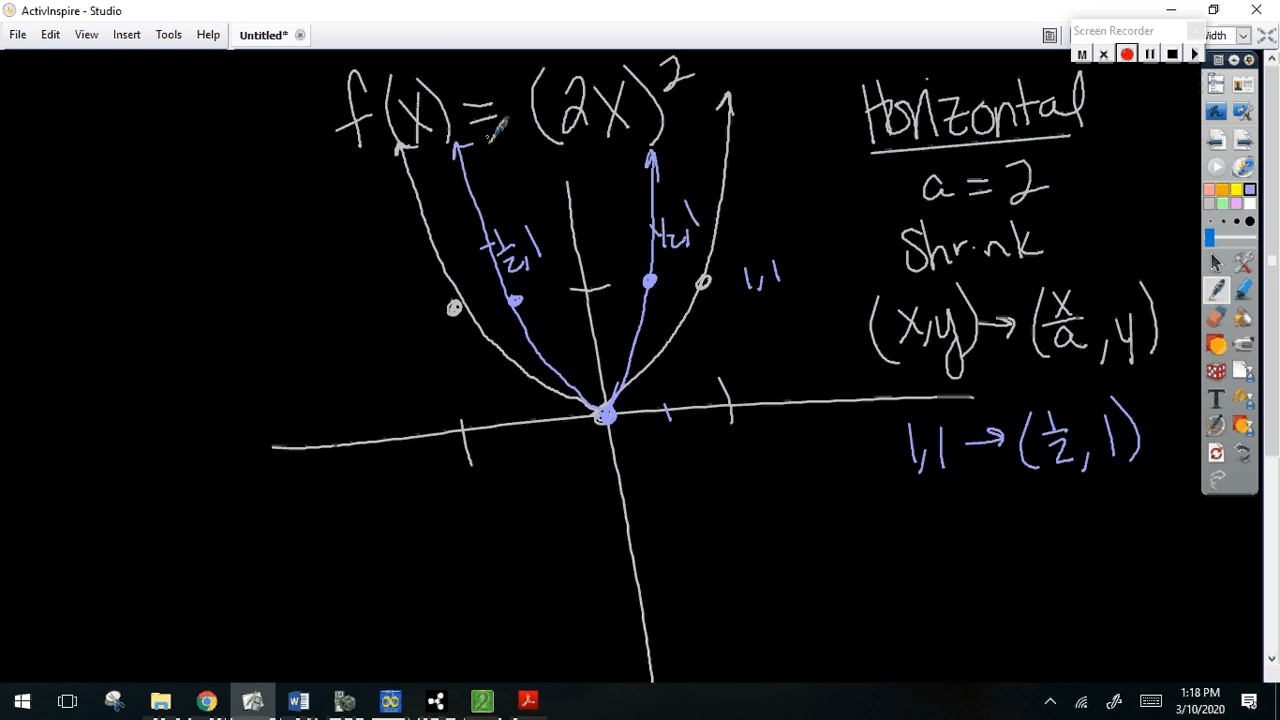 ActivInspire - Studio
File Edit View Insert Tools Help Untitled*
Screen Recorder
width
f(x) = (2x)²
Horizontal
a = 2
Shrink
(x,y) → (x/a, y)
-1/2, 1
1/2, 1
1,1
1,1 → (1/2, 1)
1:18 PM
3/10/2020